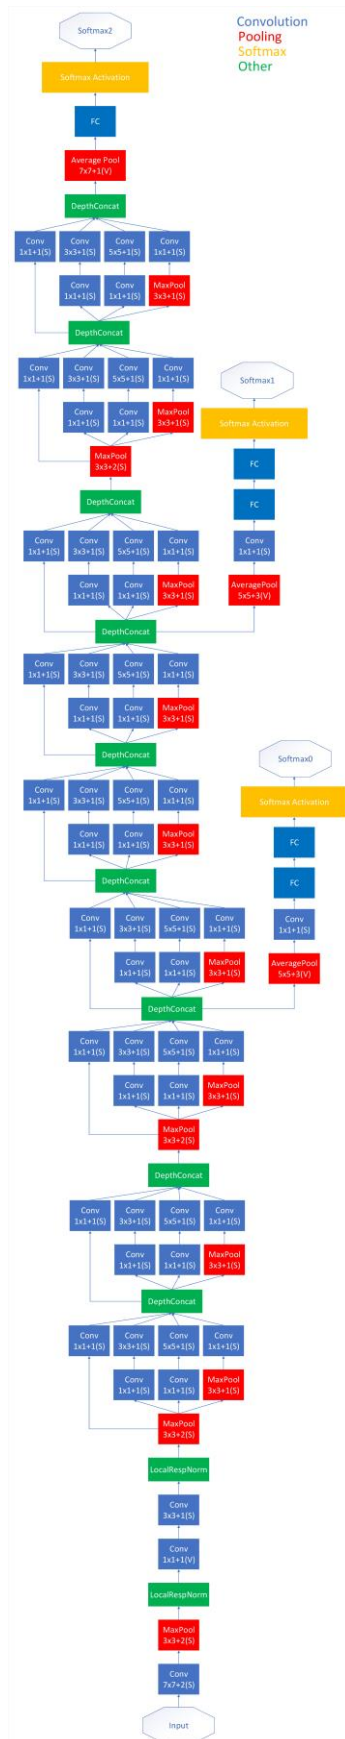 Convolution
Pooling
Softmax
Other
Softmax2
Softmax Activation
FC
Average Pool
7x7+1(V)
DepthConcat
Conv Conv Conv Conv
1x1+1(S) 3x3+1(S) 5x5+1(S) 1x1+1(S)
Conv Conv MaxPool
1x1+1(S) 1x1+1(S) 3x3+1(S)
DepthConcat
Conv Conv Conv Conv
1x1+1(S) 3x3+1(S) 5x5+1(S) 1x1+1(S)
Conv Conv MaxPool
1x1+1(S) 1x1+1(S) 3x3+1(S)
MaxPool
3x3+2(S)
DepthConcat
Softmax1
Softmax Activation
FC
FC
Conv
1x1+1(S)
AveragePool
5x5+3(V)
Conv Conv Conv Conv
1x1+1(S) 3x3+1(S) 5x5+1(S) 1x1+1(S)
Conv Conv MaxPool
1x1+1(S) 1x1+1(S) 3x3+1(S)
DepthConcat
Conv Conv Conv Conv
1x1+1(S) 3x3+1(S) 5x5+1(S) 1x1+1(S)
Conv Conv MaxPool
1x1+1(S) 1x1+1(S) 3x3+1(S)
DepthConcat
Conv Conv Conv Conv
1x1+1(S) 3x3+1(S) 5x5+1(S) 1x1+1(S)
Conv Conv MaxPool
1x1+1(S) 1x1+1(S) 3x3+1(S)
DepthConcat
Softmax0
Softmax Activation
FC
FC
Conv
1x1+1(S)
AveragePool
5x5+3(V)
Conv Conv Conv Conv
1x1+1(S) 3x3+1(S) 5x5+1(S) 1x1+1(S)
Conv Conv MaxPool
1x1+1(S) 1x1+1(S) 3x3+1(S)
DepthConcat
Conv Conv Conv Conv
1x1+1(S) 3x3+1(S) 5x5+1(S) 1x1+1(S)
Conv Conv MaxPool
1x1+1(S) 1x1+1(S) 3x3+1(S)
MaxPool
3x3+2(S)
DepthConcat
Conv Conv Conv Conv
1x1+1(S) 3x3+1(S) 5x5+1(S) 1x1+1(S)
Conv Conv MaxPool
1x1+1(S) 1x1+1(S) 3x3+1(S)
DepthConcat
Conv Conv Conv Conv
1x1+1(S) 3x3+1(S) 5x5+1(S) 1x1+1(S)
Conv Conv MaxPool
1x1+1(S) 1x1+1(S) 3x3+1(S)
MaxPool
3x3+2(S)
LocalRespNorm
Conv
3x3+1(S)
Conv
1x1+1(V)
LocalRespNorm
MaxPool
3x3+2(S)
Conv
7x7+2(S)
Input